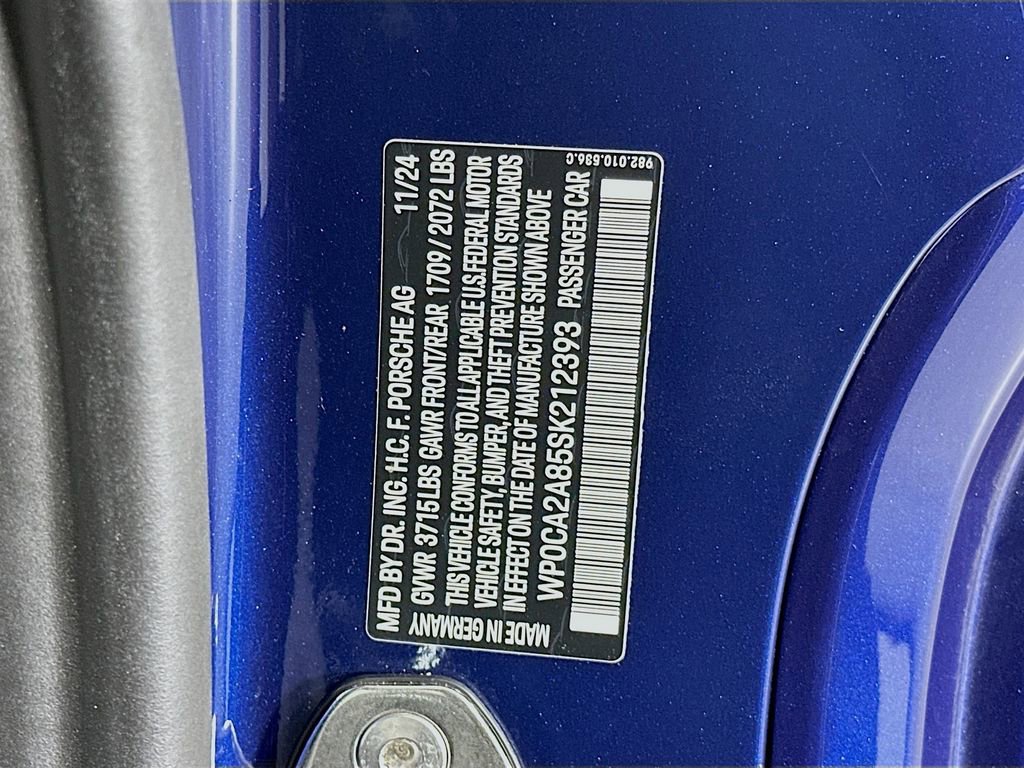 MFD BY DR. ING. H.C. F. PORSCHE AG 11/24
GVWR 3715 LBS GAWR FRONT/REAR 1709 / 2072 LBS
THIS VEHICLE CONFORMS TO ALL APPLICABLE U.S. FEDERAL MOTOR
VEHICLE SAFETY, BUMPER, AND THEFT PREVENTION STANDARDS
IN EFFECT ON THE DATE OF MANUFACTURE SHOWN ABOVE
MADE IN GERMANY
WP0CA2A85SK212393 PASSENGER CAR
982.010.536.C